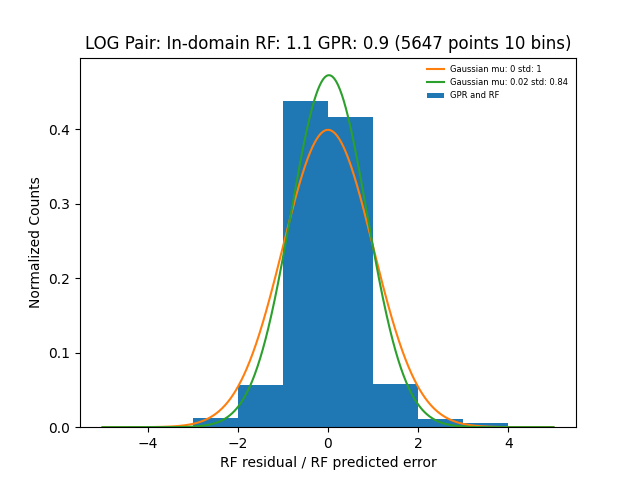 LOG Pair: In-domain RF: 1.1 GPR: 0.9 (5647 points 10 bins)
Gaussian mu: 0 std: 1
Gaussian mu: 0.02 std: 0.84
GPR and RF
Normalized Counts
0.4
0.3
0.2
0.1
0.0
−4 −2 0 2 4
RF residual / RF predicted error